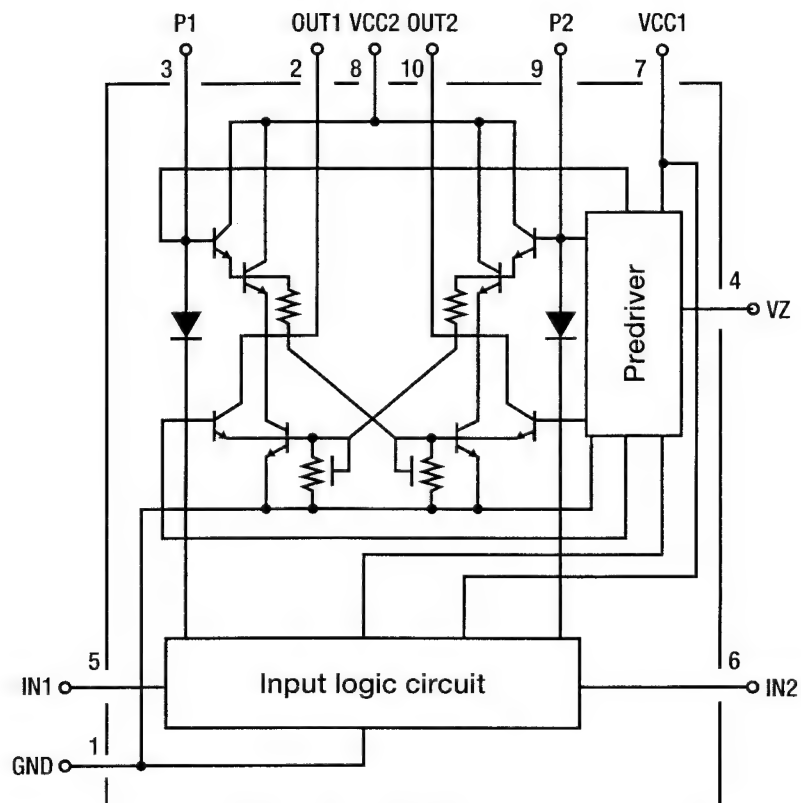 P1 OUT1 VCC2 OUT2 P2 VCC1
3 2 8 10 9 7
4
VZ
Predriver
5 6
IN1 Input logic circuit IN2
1
GND